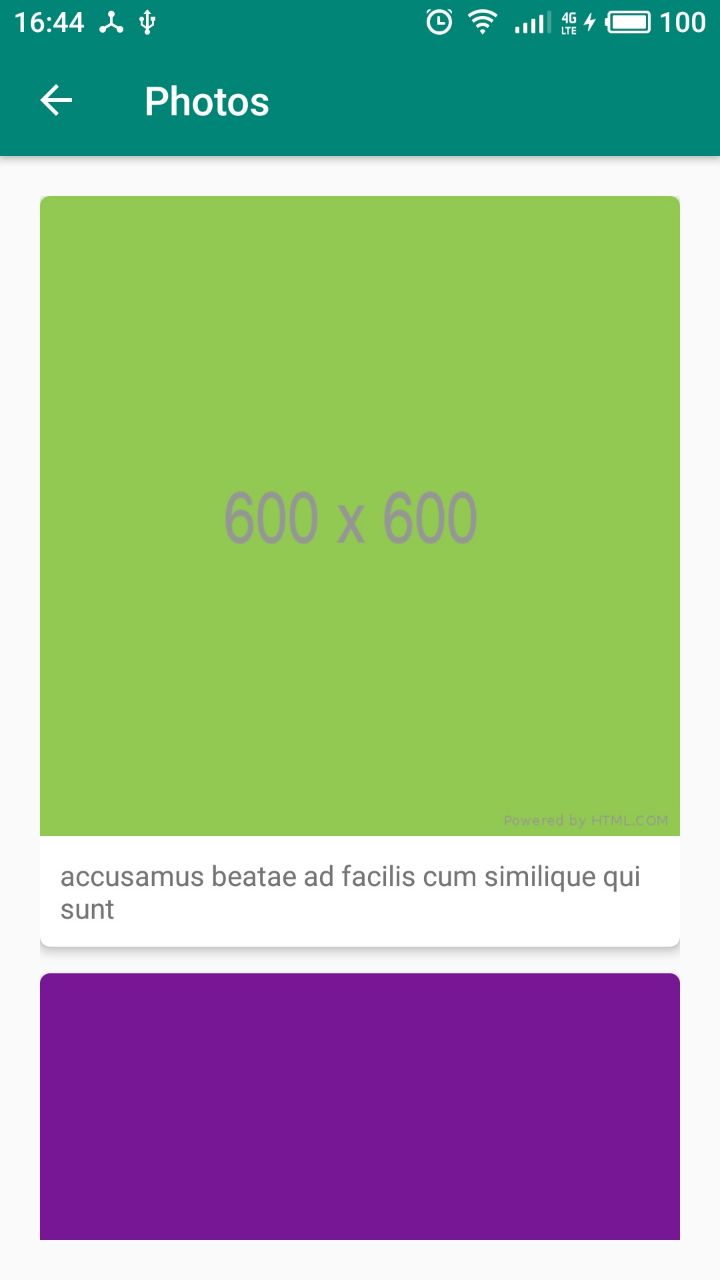 16:44 4G LTE 100
Photos
600 x 600
Powered by HTML.COM
accusamus beatae ad facilis cum similique qui
sunt